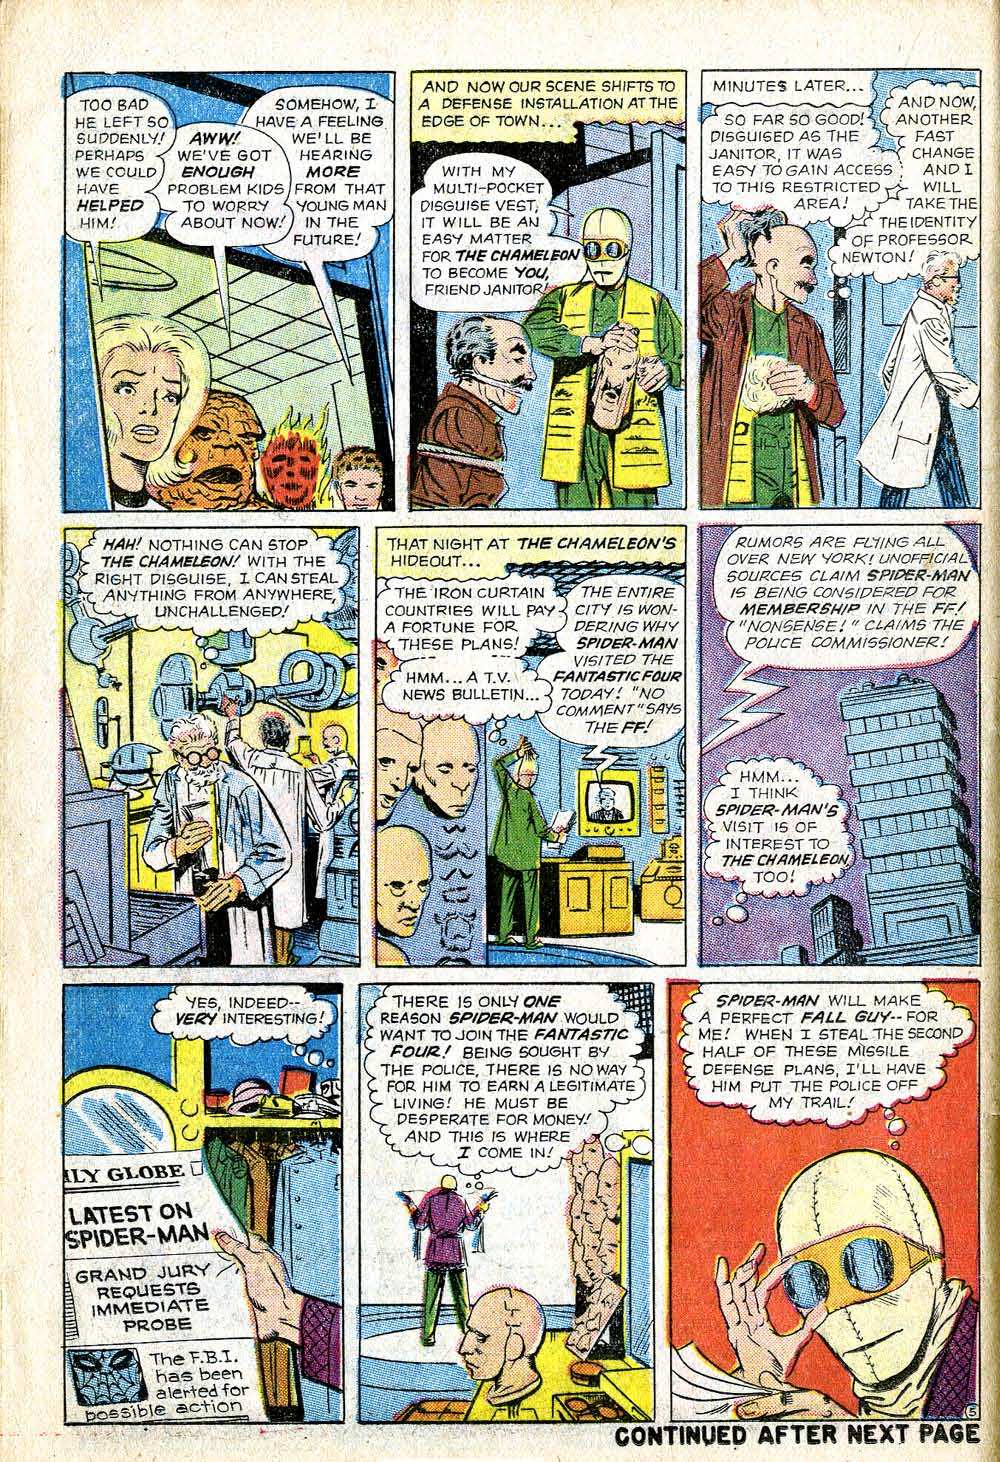 TOO BAD
HE LEFT SO
SUDDENLY!
PERHAPS
WE COULD
HAVE
HELPED
HIM!
AWW!
WE'VE GOT
ENOUGH
PROBLEM KIDS
TO WORRY
ABOUT NOW!
SOMEHOW, I
HAVE A FEELING
WE'LL BE
HEARING
MORE
FROM THAT
YOUNG MAN
IN THE
FUTURE!
AND NOW OUR SCENE SHIFTS TO
A DEFENSE INSTALLATION AT THE
EDGE OF TOWN...
WITH MY
MULTI-POCKET
DISGUISE VEST,
IT WILL BE AN
EASY MATTER
FOR THE CHAMELEON
TO BECOME YOU,
FRIEND JANITOR!
MINUTES LATER...
SO FAR SO GOOD!
DISGUISED AS THE
JANITOR, IT WAS
EASY TO GAIN ACCESS
TO THIS RESTRICTED
AREA!
AND NOW,
ANOTHER
FAST
CHANGE
AND I
WILL
TAKE THE
THE IDENTITY
OF PROFESSOR
NEWTON!
HAH! NOTHING CAN STOP
THE CHAMELEON! WITH THE
RIGHT DISGUISE, I CAN STEAL
ANYTHING FROM ANYWHERE,
UNCHALLENGED!
THAT NIGHT AT THE CHAMELEON'S
HIDEOUT...
THE IRON CURTAIN
COUNTRIES WILL PAY
A FORTUNE FOR
THESE PLANS!
HMM... A T.V.
NEWS BULLETIN...
THE ENTIRE
CITY IS WON-
DERING WHY
SPIDER-MAN
VISITED THE
FANTASTIC FOUR
TODAY! "NO
COMMENT" SAYS
THE FF!
RUMORS ARE FLYING ALL
OVER NEW YORK! UNOFFICIAL
SOURCES CLAIM SPIDER-MAN
IS BEING CONSIDERED FOR
MEMBERSHIP IN THE FF!
"NONSENSE!" CLAIMS THE
POLICE COMMISSIONER!
HMM...
I THINK
SPIDER-MAN'S
VISIT IS OF
INTEREST TO
THE CHAMELEON,
TOO!
YES, INDEED--
VERY INTERESTING!
ILY GLOBE
LATEST ON
SPIDER-MAN
GRAND JURY
REQUESTS
IMMEDIATE
PROBE
The F.B.I.
has been
alerted for
possible action
THERE IS ONLY ONE
REASON SPIDER-MAN WOULD
WANT TO JOIN THE FANTASTIC
FOUR! BEING SOUGHT BY
THE POLICE, THERE IS NO WAY
FOR HIM TO EARN A LEGITIMATE
LIVING! HE MUST BE
DESPERATE FOR MONEY!
AND THIS IS WHERE
I COME IN!
SPIDER-MAN WILL MAKE
A PERFECT FALL GUY-- FOR
ME! WHEN I STEAL THE SECOND
HALF OF THESE MISSILE
DEFENSE PLANS, I'LL HAVE
HIM PUT THE POLICE OFF
MY TRAIL!
5
CONTINUED AFTER NEXT PAGE